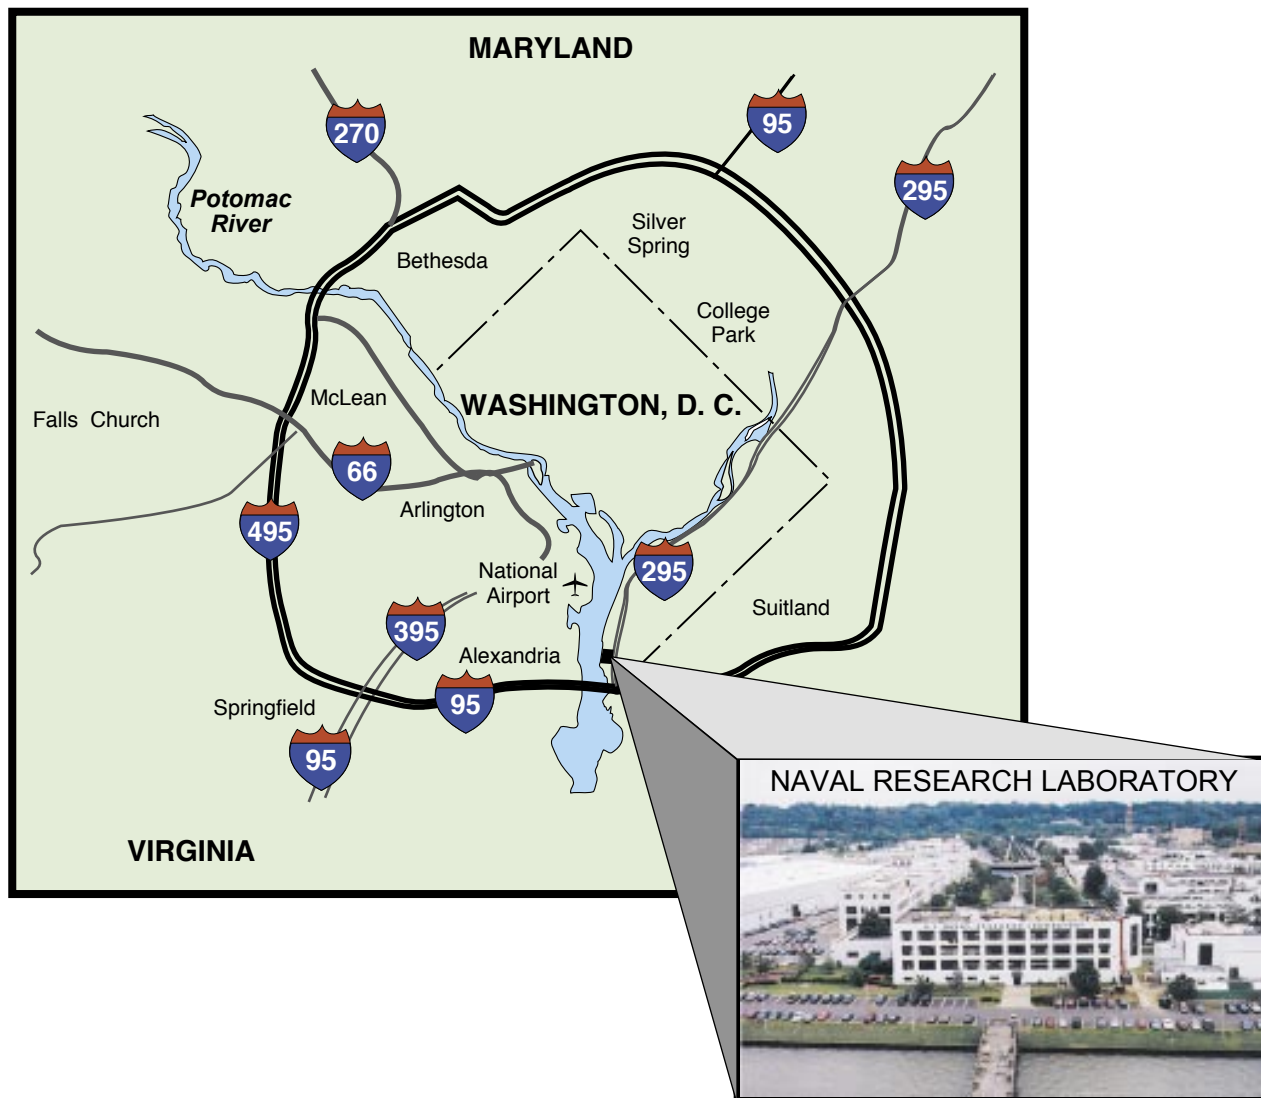 MARYLAND
270
95
295
Potomac
River
Silver
Spring
Bethesda
College
Park
McLean
WASHINGTON, D. C.
Falls Church
66
Arlington
495
National
Airport
295
395
Suitland
Alexandria
Springfield
95
95
NAVAL RESEARCH LABORATORY
VIRGINIA